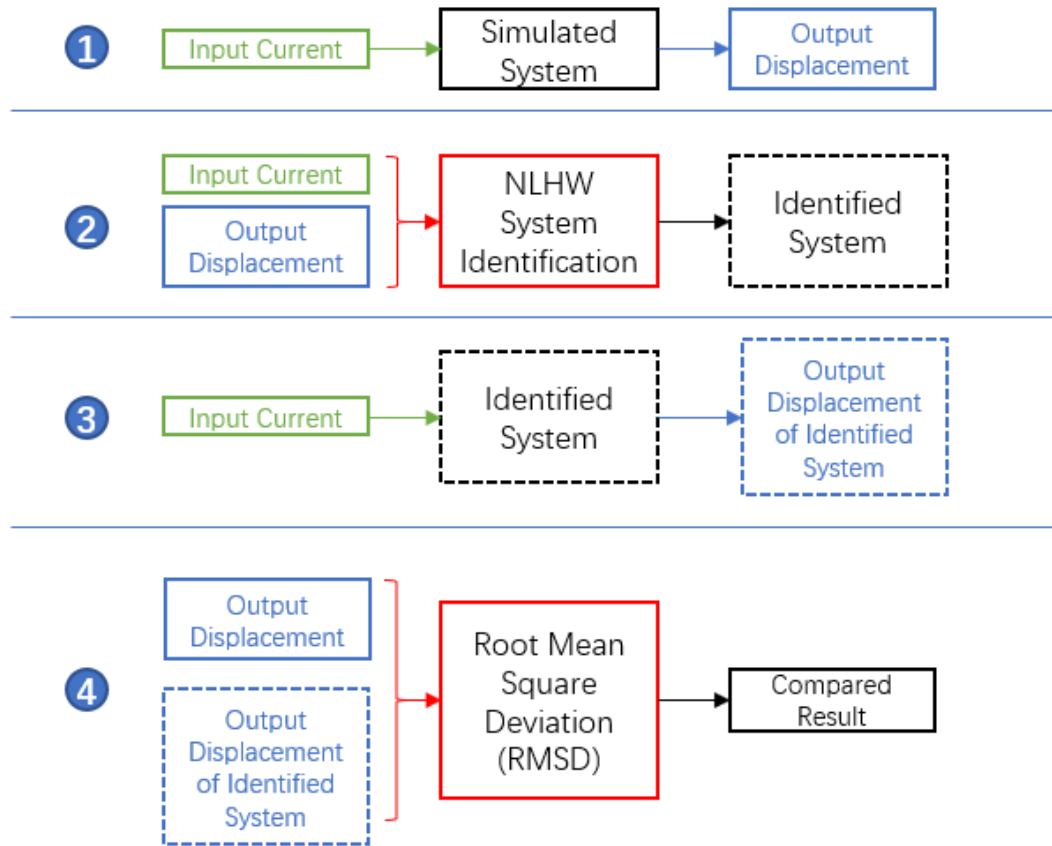 1
Input Current
Simulated
System
Output
Displacement
2
Input Current
Output
Displacement
NLHW
System
Identification
Identified
System
3
Input Current
Identified
System
Output
Displacement
of Identified
System
4
Output
Displacement
Output
Displacement
of Identified
System
Root Mean
Square
Deviation
(RMSD)
Compared
Result